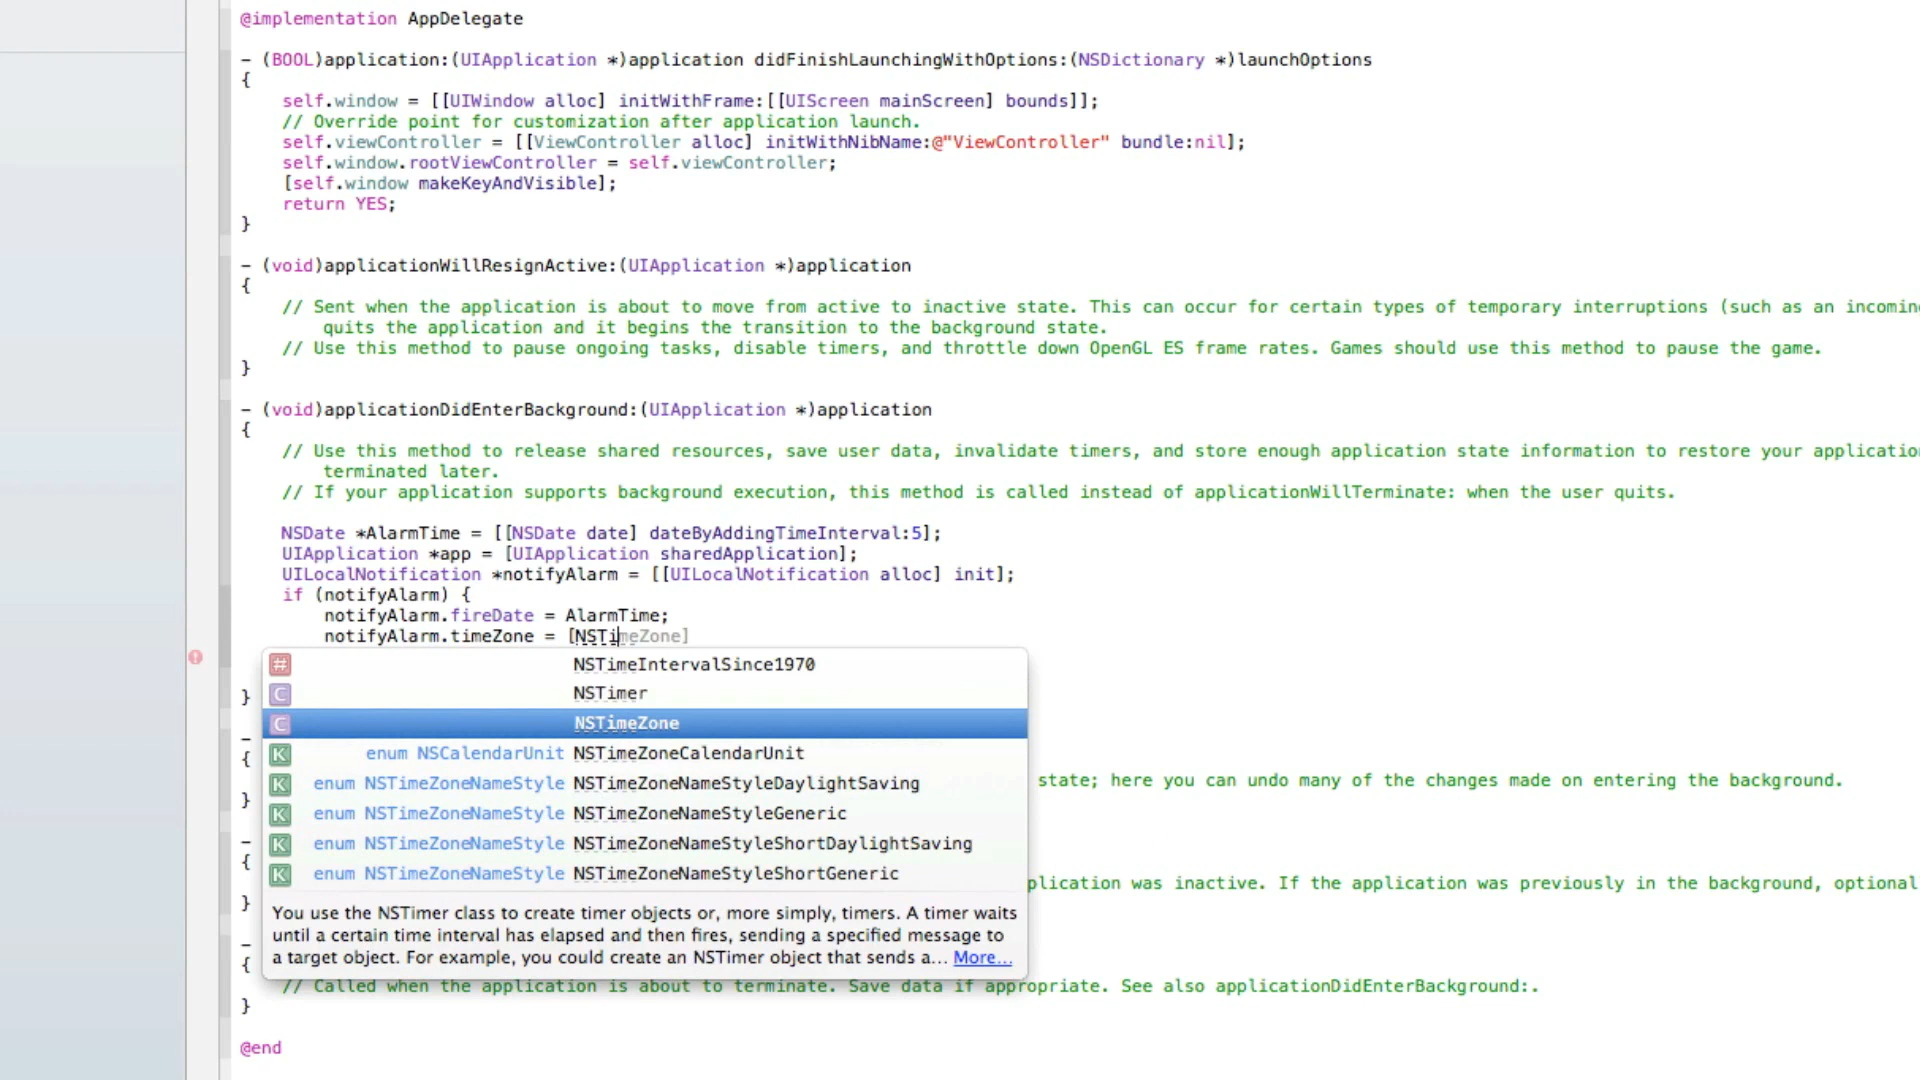 @implementation AppDelegate
- (BOOL)application:(UIApplication *)application didFinishLaunchingWithOptions:(NSDictionary *)launchOptions
{
self.window = [[UIWindow alloc] initWithFrame:[[UIScreen mainScreen] bounds]];
// Override point for customization after application launch.
self.viewController = [[ViewController alloc] initWithNibName:@"ViewController" bundle:nil];
self.window.rootViewController = self.viewController;
[self.window makeKeyAndVisible];
return YES;
}
- (void)applicationWillResignActive:(UIApplication *)application
{
// Sent when the application is about to move from active to inactive state. This can occur for certain types of temporary interruptions (such as an incomin
quits the application and it begins the transition to the background state.
// Use this method to pause ongoing tasks, disable timers, and throttle down OpenGL ES frame rates. Games should use this method to pause the game.
}
- (void)applicationDidEnterBackground:(UIApplication *)application
{
// Use this method to release shared resources, save user data, invalidate timers, and store enough application state information to restore your applicatio
terminated later.
// If your application supports background execution, this method is called instead of applicationWillTerminate: when the user quits.
NSDate *AlarmTime = [[NSDate date] dateByAddingTimeInterval:5];
UIApplication *app = [UIApplication sharedApplication];
UILocalNotification *notifyAlarm = [[UILocalNotification alloc] init];
if (notifyAlarm) {
notifyAlarm.fireDate = AlarmTime;
notifyAlarm.timeZone = [NSTimeZone]
# NSTimeIntervalSince1970
C NSTimer
} 
C NSTimeZone
-
K enum NSCalendarUnit NSTimeZoneCalendarUnit
{
K enum NSTimeZoneNameStyle NSTimeZoneNameStyleDaylightSaving state; here you can undo many of the changes made on entering the background.
}
K enum NSTimeZoneNameStyle NSTimeZoneNameStyleGeneric
-
K enum NSTimeZoneNameStyle NSTimeZoneNameStyleShortDaylightSaving
{
K enum NSTimeZoneNameStyle NSTimeZoneNameStyleShortGeneric plication was inactive. If the application was previously in the background, optional
}
You use the NSTimer class to create timer objects or, more simply, timers. A timer waits
until a certain time interval has elapsed and then fires, sending a specified message to
-
a target object. For example, you could create an NSTimer object that sends a... More...
{
// Called when the application is about to terminate. Save data if appropriate. See also applicationDidEnterBackground:.
}
@end